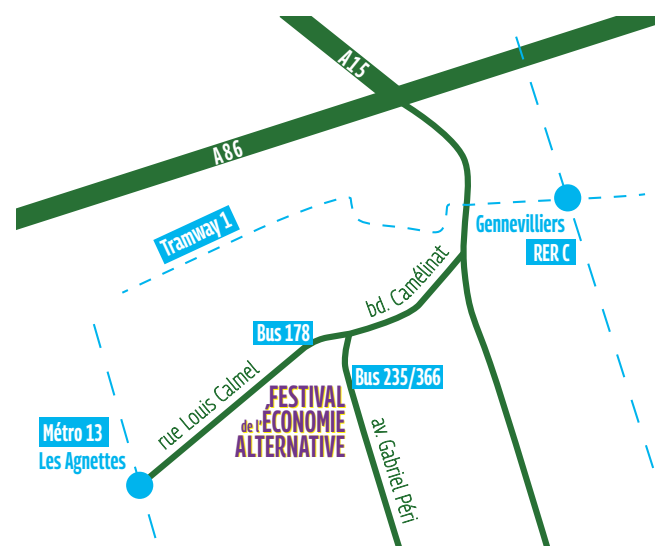 A15
A86
Tramway 1
Gennevilliers
RER C
bd. Camélinat
Bus 178
Bus 235/366
rue Louis Calmel
FESTIVAL
de l'ÉCONOMIE
ALTERNATIVE
Métro 13
Les Agnettes
av. Gabriel Péri